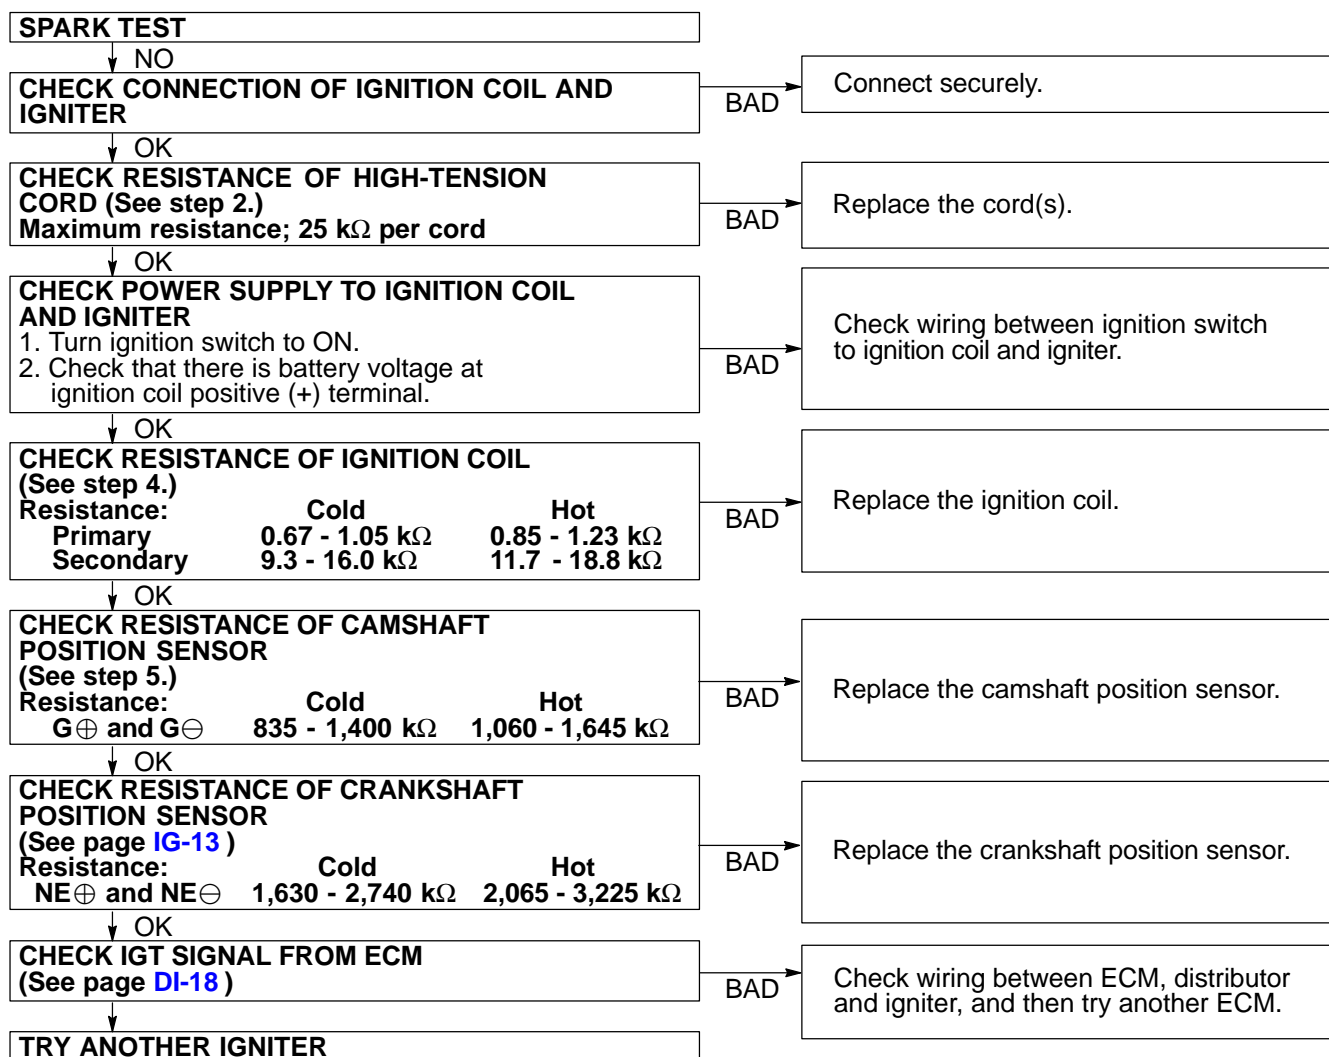 SPARK TEST
NO
CHECK CONNECTION OF IGNITION COIL AND
IGNITER
BAD
Connect securely.
OK
CHECK RESISTANCE OF HIGH-TENSION
CORD (See step 2.)
Maximum resistance; 25 kΩ per cord
BAD
Replace the cord(s).
OK
CHECK POWER SUPPLY TO IGNITION COIL
AND IGNITER
1. Turn ignition switch to ON.
2. Check that there is battery voltage at
ignition coil positive (+) terminal.
BAD
Check wiring between ignition switch
to ignition coil and igniter.
OK
CHECK RESISTANCE OF IGNITION COIL
(See step 4.)
Resistance: Cold Hot
Primary 0.67 - 1.05 kΩ 0.85 - 1.23 kΩ
Secondary 9.3 - 16.0 kΩ 11.7 - 18.8 kΩ
BAD
Replace the ignition coil.
OK
CHECK RESISTANCE OF CAMSHAFT
POSITION SENSOR
(See step 5.)
Resistance: Cold Hot
G⊕ and G⊖ 835 - 1,400 kΩ 1,060 - 1,645 kΩ
BAD
Replace the camshaft position sensor.
OK
CHECK RESISTANCE OF CRANKSHAFT
POSITION SENSOR
(See page IG-13 )
Resistance: Cold Hot
NE⊕ and NE⊖ 1,630 - 2,740 kΩ 2,065 - 3,225 kΩ
BAD
Replace the crankshaft position sensor.
OK
CHECK IGT SIGNAL FROM ECM
(See page DI-18 )
BAD
Check wiring between ECM, distributor
and igniter, and then try another ECM.
TRY ANOTHER IGNITER